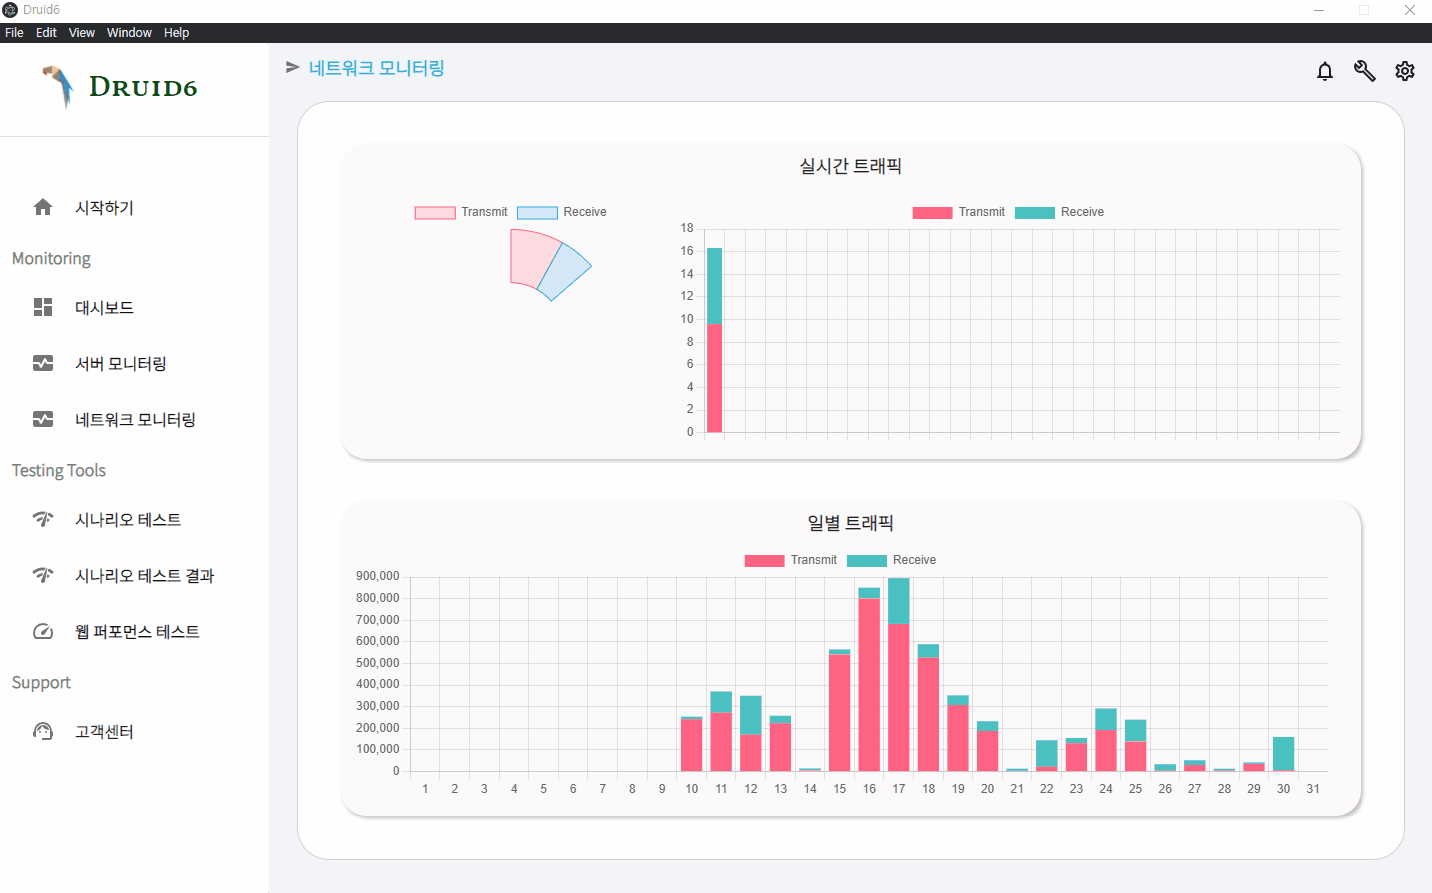 Druid6
File Edit View Window Help
DRUID6
네트워크 모니터링
시작하기
Monitoring
대시보드
서버 모니터링
네트워크 모니터링
Testing Tools
시나리오 테스트
시나리오 테스트 결과
웹 퍼포먼스 테스트
Support
고객센터
실시간 트래픽
Transmit Receive
Transmit Receive
18
16
14
12
10
8
6
4
2
0
일별 트래픽
Transmit Receive
900,000
800,000
700,000
600,000
500,000
400,000
300,000
200,000
100,000
0
1 2 3 4 5 6 7 8 9 10 11 12 13 14 15 16 17 18 19 20 21 22 23 24 25 26 27 28 29 30 31